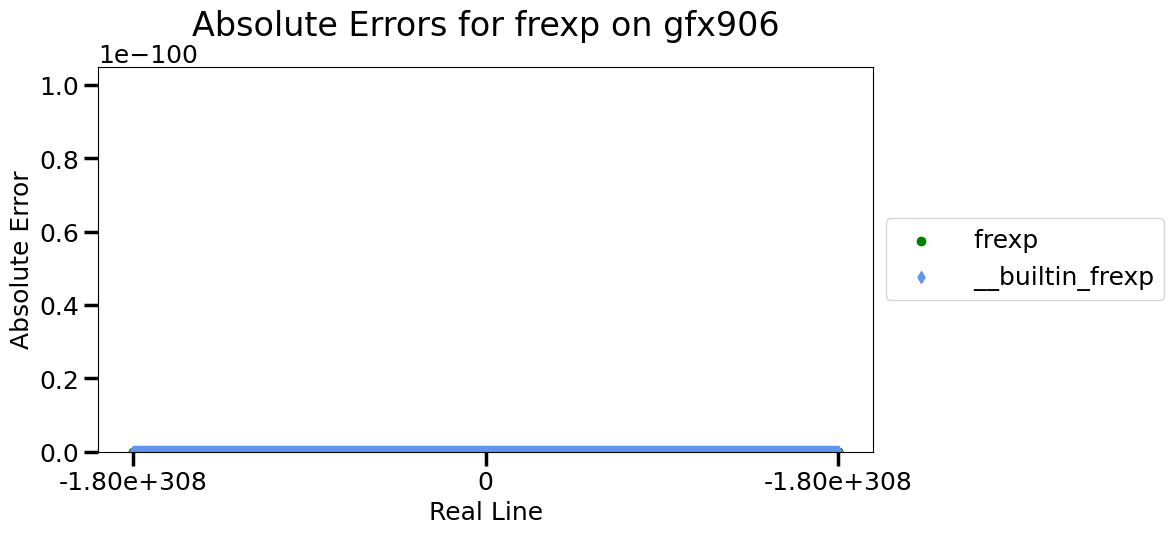 Absolute Errors for frexp on gfx906
1e−100
1.0
0.8
0.6
0.4
0.2
0.0
Absolute Error
-1.80e+308
0
-1.80e+308
Real Line
frexp
__builtin_frexp